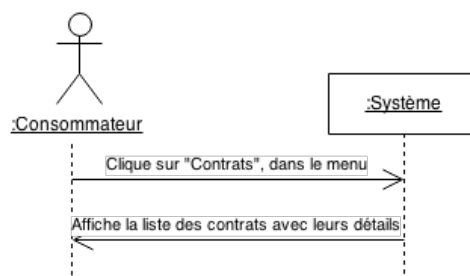 :Consommateur
:Système
Clique sur "Contrats", dans le menu
Affiche la liste des contrats avec leurs détails